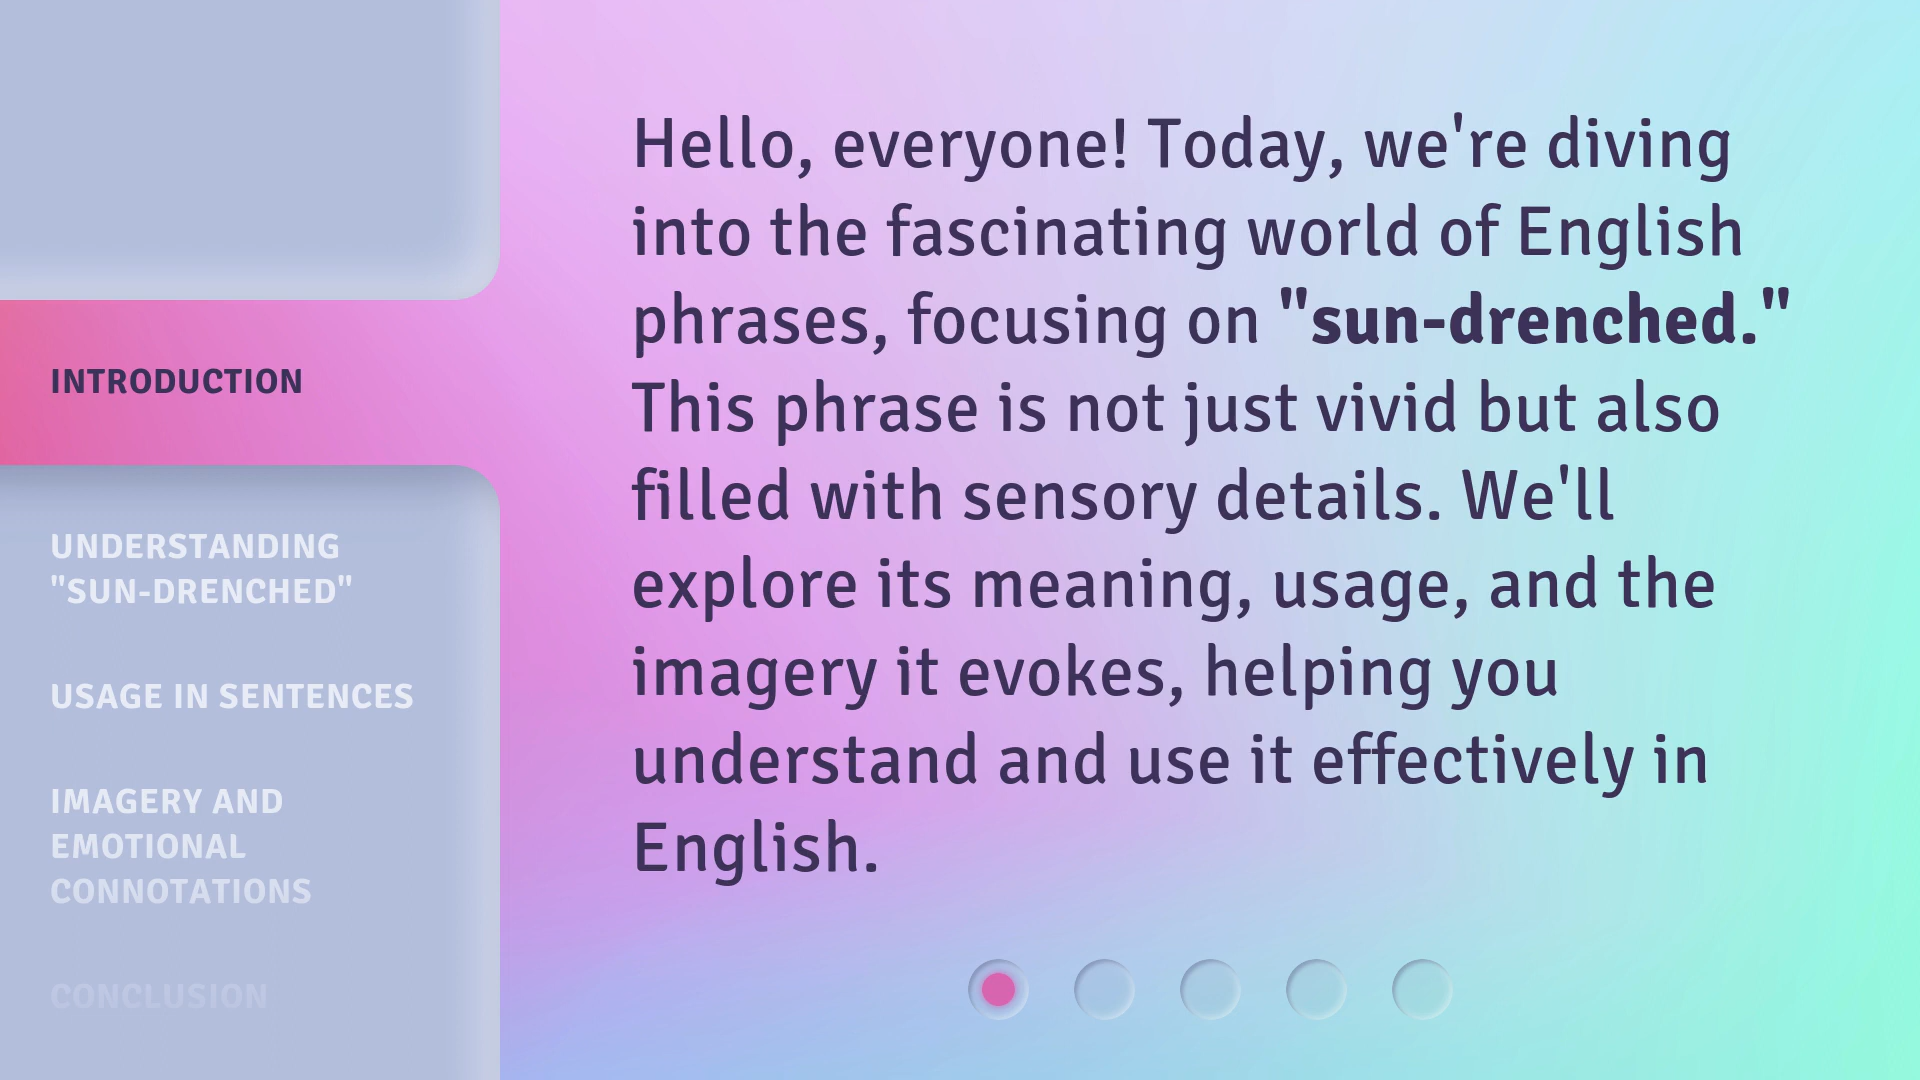 INTRODUCTION
UNDERSTANDING
"SUN-DRENCHED"
USAGE IN SENTENCES
IMAGERY AND
EMOTIONAL
CONNOTATIONS
CONCLUSION
Hello, everyone! Today, we're diving
into the fascinating world of English
phrases, focusing on "sun-drenched."
This phrase is not just vivid but also
filled with sensory details. We'll
explore its meaning, usage, and the
imagery it evokes, helping you
understand and use it effectively in
English.